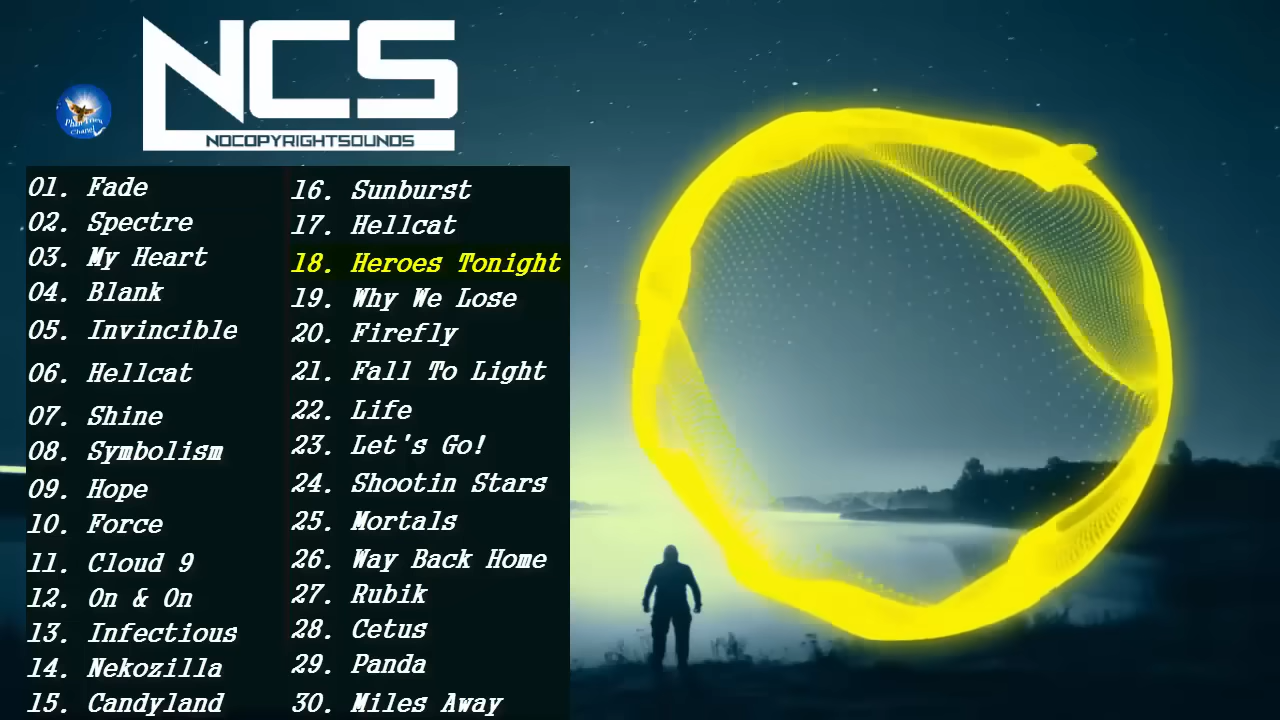 NCS
NOCOPYRIGHTSOUNDS
01. Fade
02. Spectre
03. My Heart
04. Blank
05. Invincible
06. Hellcat
07. Shine
08. Symbolism
09. Hope
10. Force
11. Cloud 9
12. On & On
13. Infectious
14. Nekozilla
15. Candyland
16. Sunburst
17. Hellcat
18. Heroes Tonight
19. Why We Lose
20. Firefly
21. Fall To Light
22. Life
23. Let's Go!
24. Shootin Stars
25. Mortals
26. Way Back Home
27. Rubik
28. Cetus
29. Panda
30. Miles Away